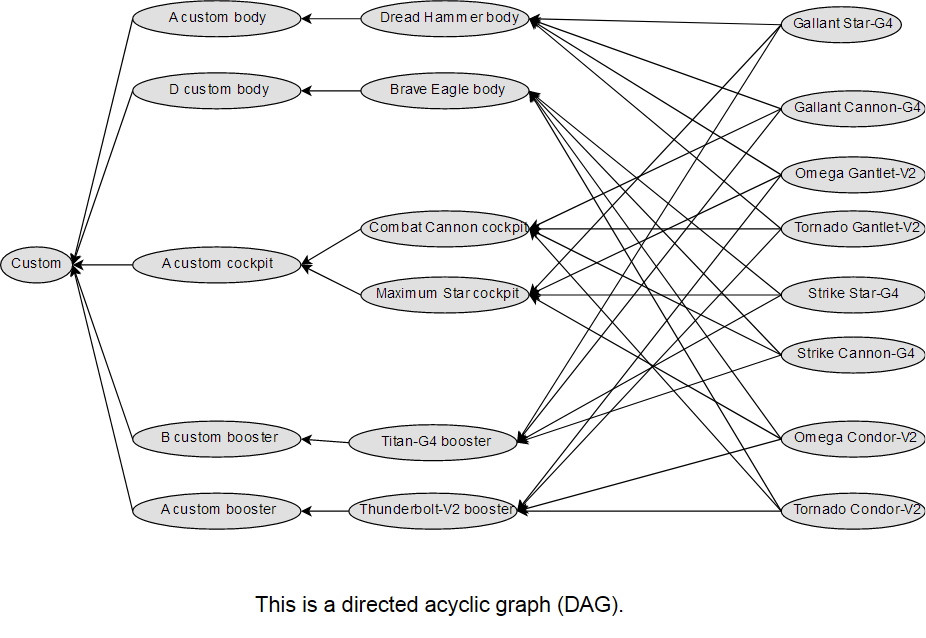 A custom body
Dread Hammer body
Gallant Star-G4
D custom body
Brave Eagle body
Gallant Cannon-G4
Omega Gantlet-V2
Combat Cannon cockpit
Tornado Gantlet-V2
Custom
A custom cockpit
Maximum Star cockpit
Strike Star-G4
Strike Cannon-G4
B custom booster
Titan-G4 booster
Omega Condor-V2
A custom booster
Thunderbolt-V2 booster
Tornado Condor-V2
This is a directed acyclic graph (DAG).